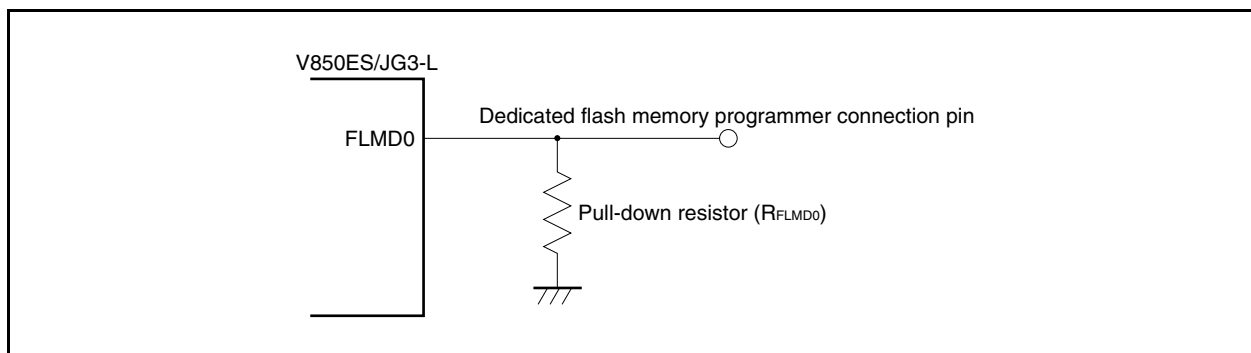 V850ES/JG3-L
Dedicated flash memory programmer connection pin
FLMD0
Pull-down resistor (RFLMD0)